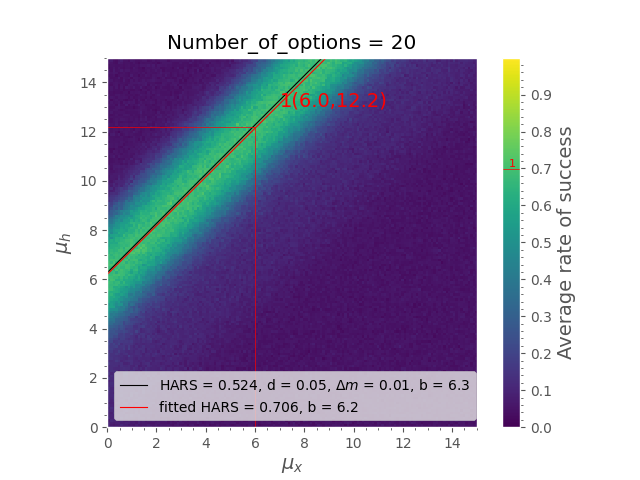 Number_of_options = 20
μₕ
14
12
10
8
6
4
2
0
1(6.0,12.2)
HARS = 0.524, d = 0.05, Δm = 0.01, b = 6.3
fitted HARS = 0.706, b = 6.2
0 2 4 6 8 10 12 14
μₓ
0.9
0.8
0.7
0.6
0.5
0.4
0.3
0.2
0.1
0.0
1
Average rate of success